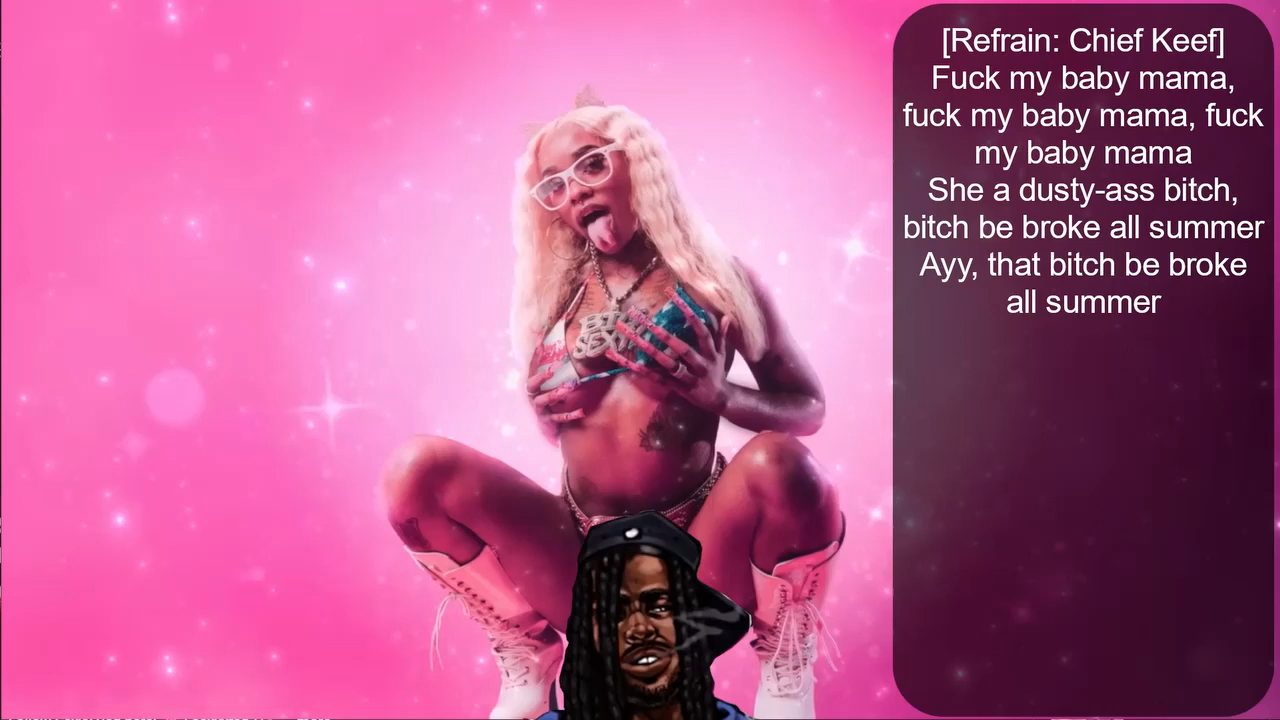 [Refrain: Chief Keef]
Fuck my baby mama,
fuck my baby mama, fuck
my baby mama
She a dusty-ass bitch,
bitch be broke all summer
Ayy, that bitch be broke
all summer